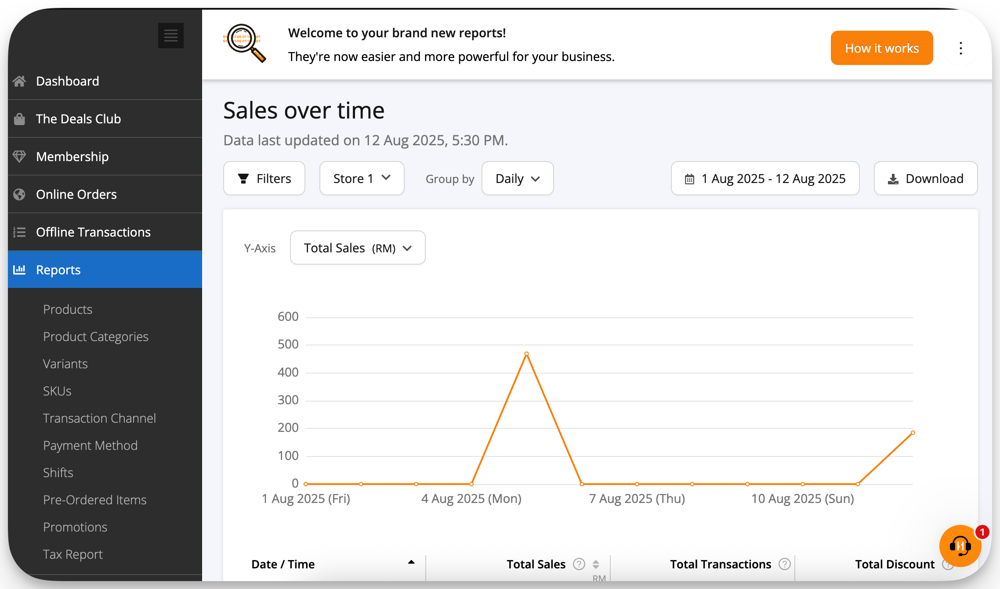 Welcome to your brand new reports!
They're now easier and more powerful for your business.
How it works
Dashboard
The Deals Club
Membership
Online Orders
Offline Transactions
Reports
Products
Product Categories
Variants
SKUs
Transaction Channel
Payment Method
Shifts
Pre-Ordered Items
Promotions
Tax Report
Sales over time
Data last updated on 12 Aug 2025, 5:30 PM.
Filters
Store 1
Group by
Daily
1 Aug 2025 - 12 Aug 2025
Download
Y-Axis
Total Sales (RM)
600
500
400
300
200
100
0
1 Aug 2025 (Fri)
4 Aug 2025 (Mon)
7 Aug 2025 (Thu)
10 Aug 2025 (Sun)
1
Date / Time
Total Sales ?
RM
Total Transactions ?
Total Discount ?